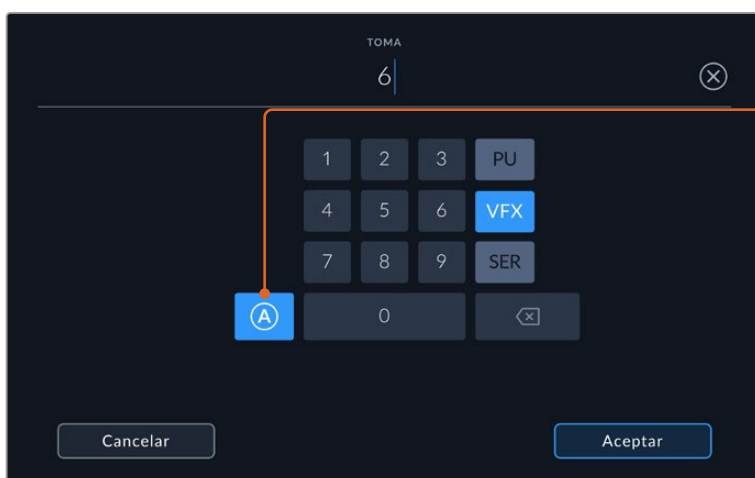 TOMA
6
1 2 3 PU
4 5 6 VFX
7 8 9 SER
A 0
Cancelar Aceptar